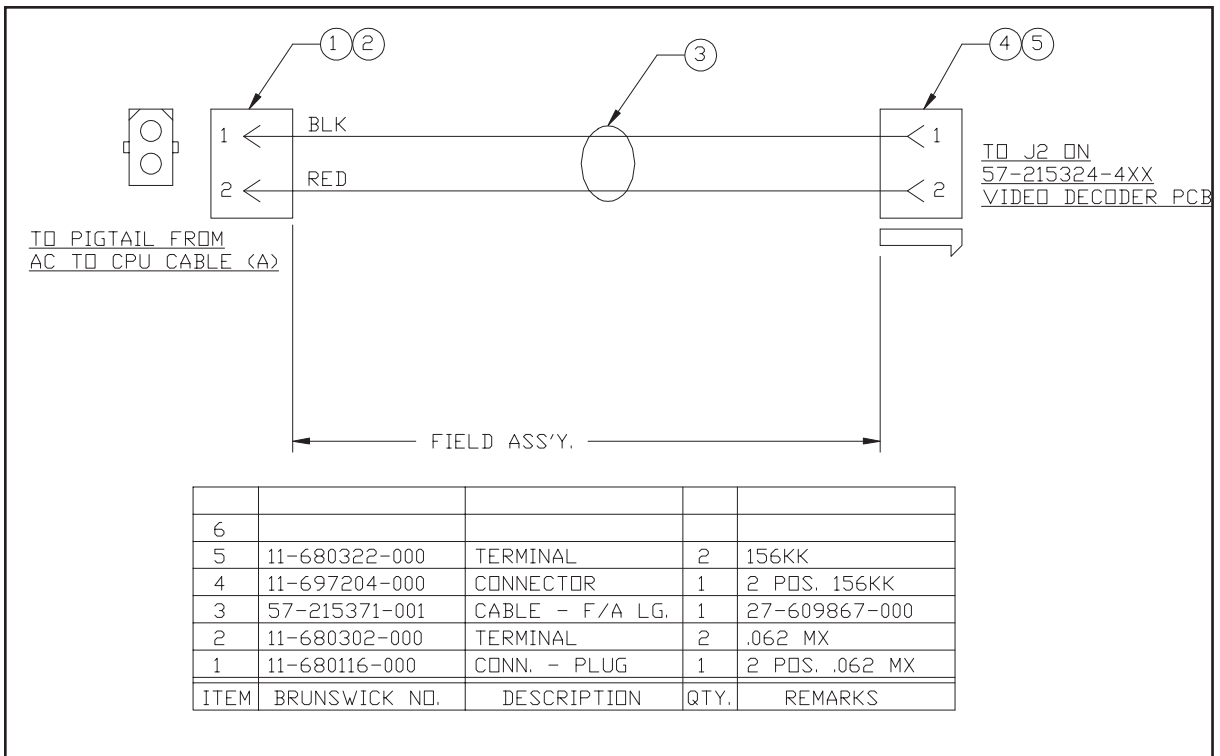 1 2
3
4 5
1 BLK 1
2 RED 2
TO J2 ON
57-215324-4XX
VIDEO DECODER PCB
TO PIGTAIL FROM
AC TO CPU CABLE (A)
FIELD ASS'Y.
6
5 11-680322-000 TERMINAL 2 156KK
4 11-697204-000 CONNECTOR 1 2 POS. 156KK
3 57-215371-001 CABLE - F/A LG. 1 27-609867-000
2 11-680302-000 TERMINAL 2 .062 MX
1 11-680116-000 CONN. - PLUG 1 2 POS. .062 MX
ITEM BRUNSWICK NO. DESCRIPTION QTY. REMARKS